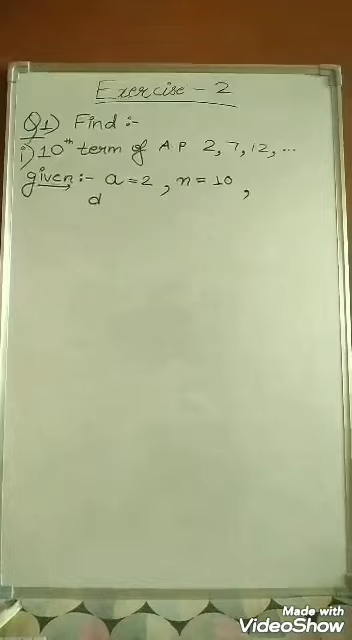 Exercise - 2
Q1) Find :-
i) 10th term of A.P 2, 7, 12, ...
given :- a = 2, n = 10,
d
Made with
VideoShow